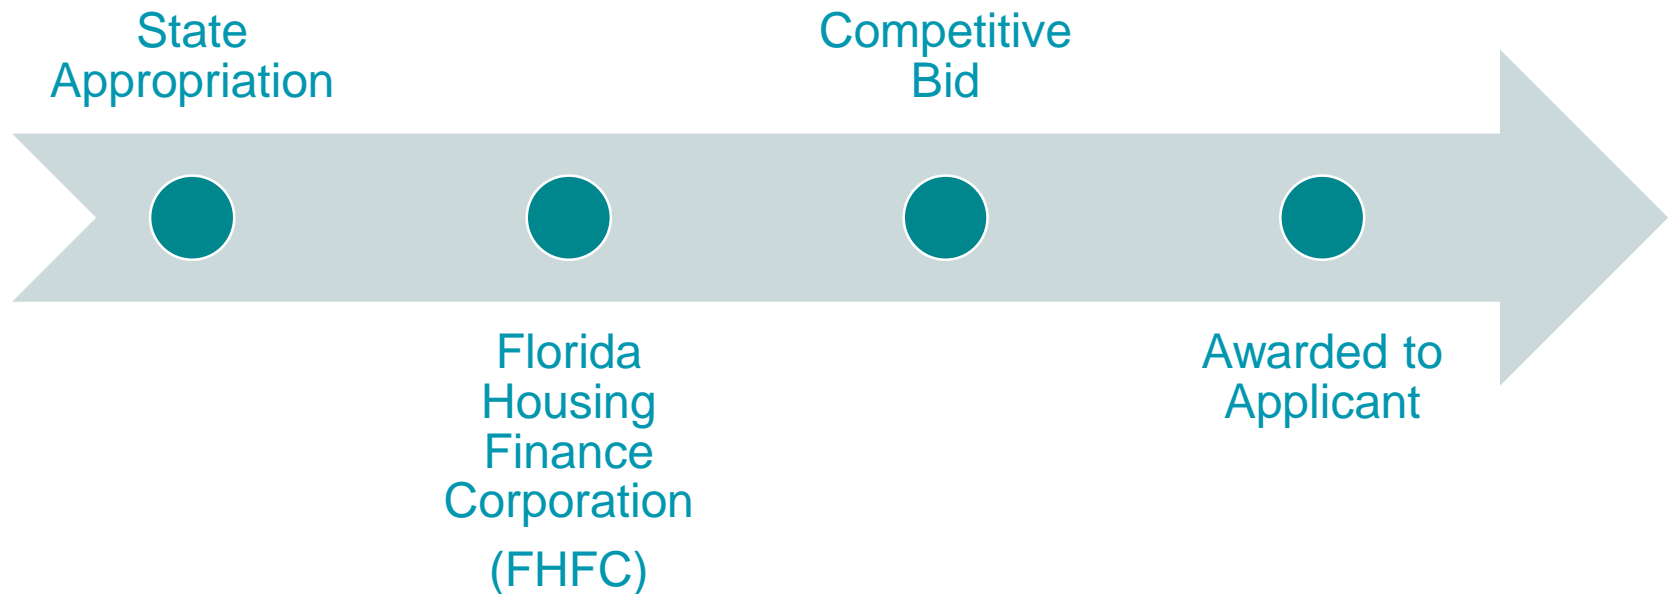 State
Appropriation
Florida
Housing
Finance
Corporation
(FHFC)
Competitive
Bid
Awarded to
Applicant